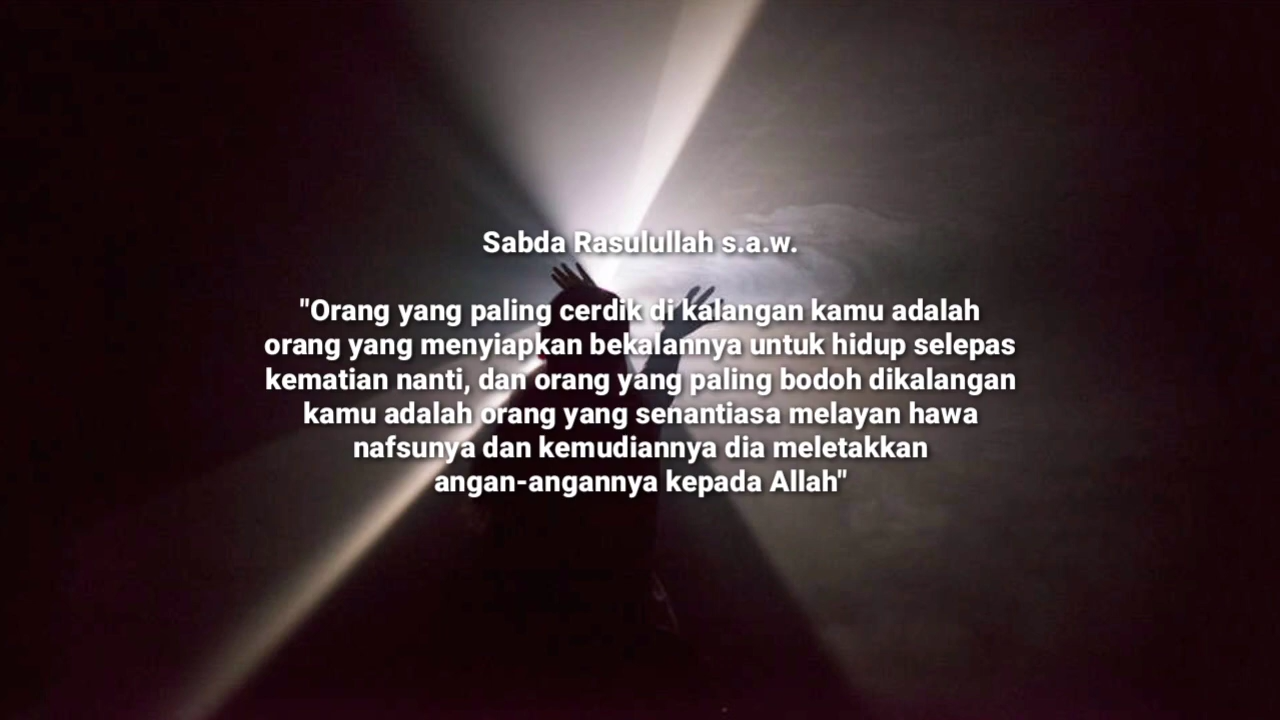 Sabda Rasulullah s.a.w.
"Orang yang paling cerdik di kalangan kamu adalah
orang yang menyiapkan bekalannya untuk hidup selepas
kematian nanti, dan orang yang paling bodoh dikalangan
kamu adalah orang yang senantiasa melayan hawa
nafsunya dan kemudiannya dia meletakkan
angan-angannya kepada Allah"